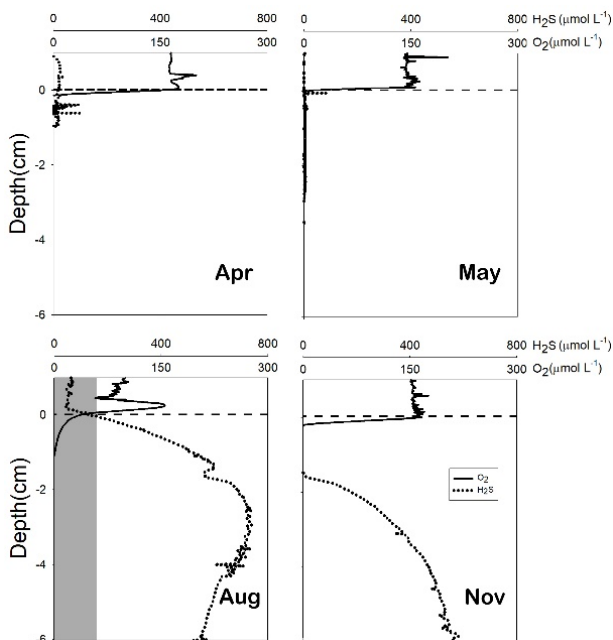 0 400 800 0 400 800 H₂S (μmol L⁻¹)
0 150 300 0 150 300 O₂ (μmol L⁻¹)
0
-2
Depth(cm)
-4
Apr May
-6
0 400 800 0 400 800 H₂S (μmol L⁻¹)
0 150 300 0 150 300 O₂ (μmol L⁻¹)
0
O₂
H₂S
-2
Depth(cm)
-4
Aug Nov